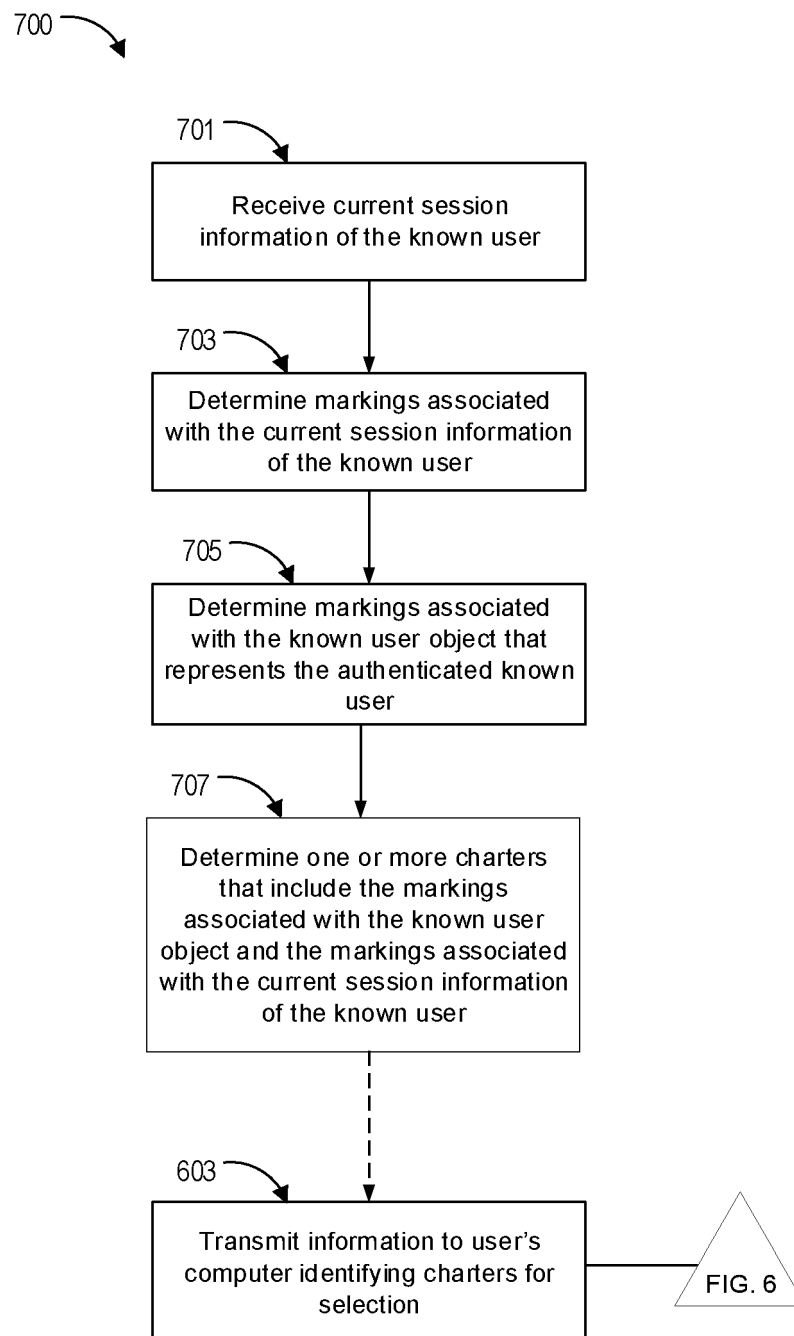 700
701
Receive current session
information of the known user
703
Determine markings associated
with the current session information
of the known user
705
Determine markings associated
with the known user object that
represents the authenticated known
user
707
Determine one or more charters
that include the markings
associated with the known user
object and the markings associated
with the current session information
of the known user
603
Transmit information to user's
computer identifying charters for
selection
FIG. 6